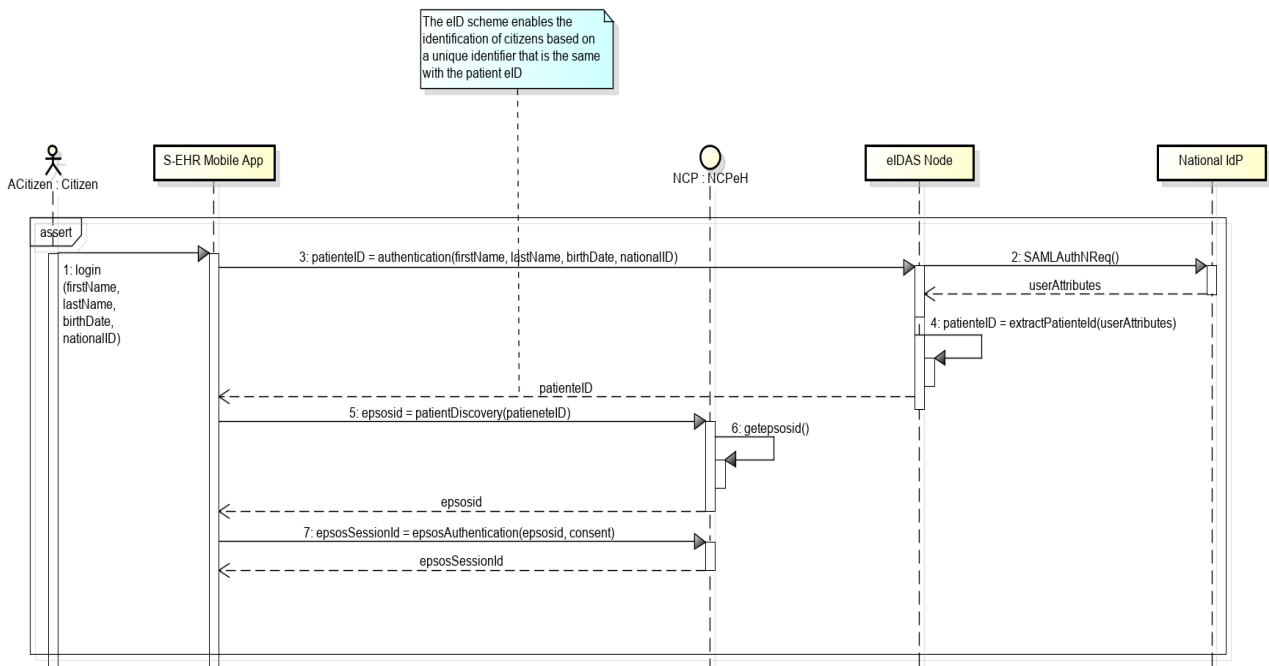 The eID scheme enables the
identification of citizens based on
a unique identifier that is the same
with the patient eID
ACitizen : Citizen
S-EHR Mobile App
NCP : NCPeH
eIDAS Node
National IdP
assert
1: login
(firstName,
lastName,
birthDate,
nationalID)
3: patienteID = authentication(firstName, lastName, birthDate, nationalID)
2: SAMLAuthNReq()
userAttributes
4: patienteID = extractPatienteId(userAttributes)
patienteID
5: epsosid = patientDiscovery(patieneteID)
6: getepsosid()
epsosid
7: epsosSessionId = epsosAuthentication(epsosid, consent)
epsosSessionId